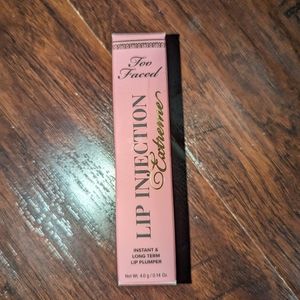 Too
Faced
LIP INJECTION
Extreme
INSTANT &
LONG TERM
LIP PLUMPER
Net Wt. 4.0 g / 0.14 Oz.